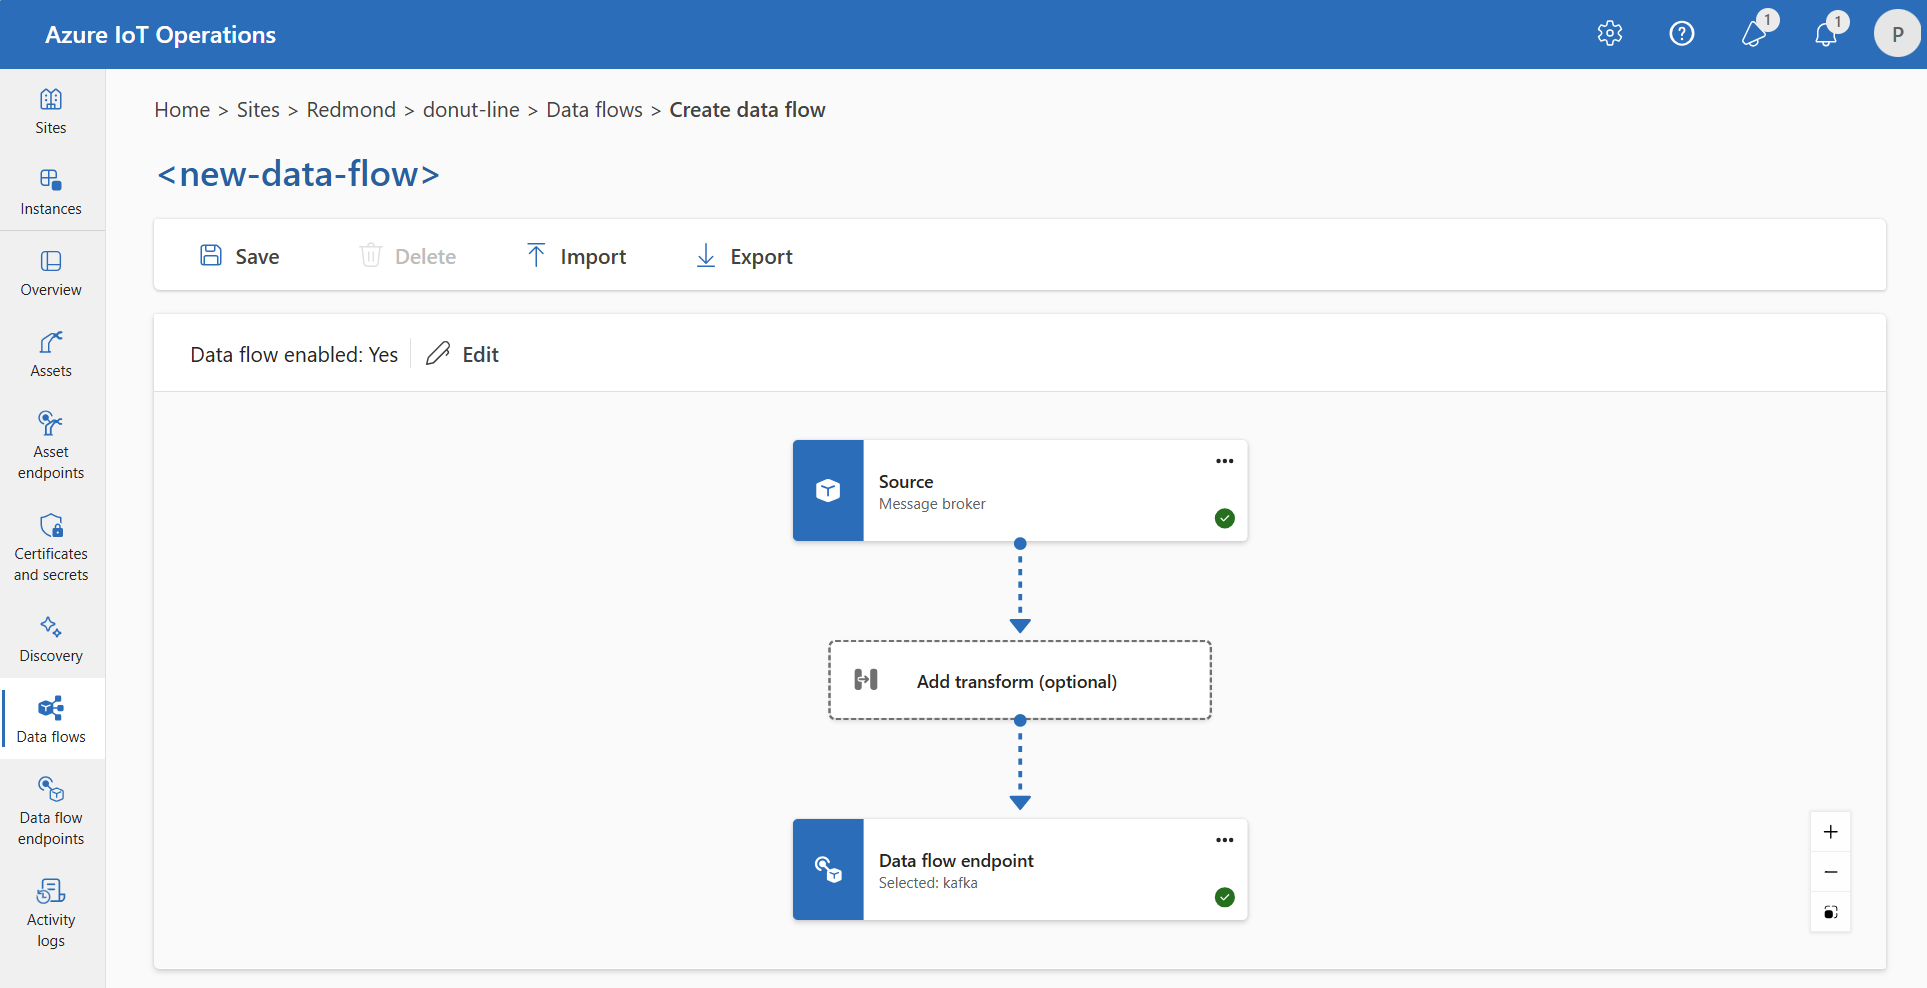 Azure IoT Operations
1
1
P
Sites
Instances
Overview
Assets
Asset
endpoints
Certificates
and secrets
Discovery
Data flows
Data flow
endpoints
Activity
logs
Home > Sites > Redmond > donut-line > Data flows > Create data flow
<new-data-flow>
Save
Delete
Import
Export
Data flow enabled: Yes
Edit
Source
Message broker
Add transform (optional)
Data flow endpoint
Selected: kafka